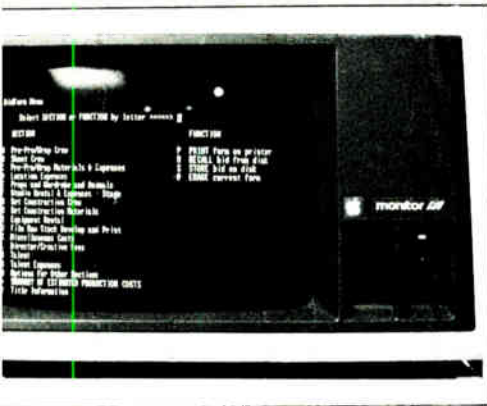 BidForm Menu
Select SECTION or FUNCTION by letter
SECTION
FUNCTION
Pre-Pro/Wrap Crew
Shoot Crew
Pre-Pro/Wrap Materials & Expenses
Location Expenses
Props and Wardrobe and Animals
Studio Rental & Expenses - Stage
Set Construction Crew
Set Construction Materials
Equipment Rental
Film Raw Stock Develop and Print
Miscellaneous Costs
Director/Creative Fees
Talent
Talent Expenses
Options for Other Sections
SUMMARY OF ESTIMATED PRODUCTION COSTS
Title Information
P PRINT form on printer
R RECALL bid from disk
S STORE bid on disk
ERASE current form
monitor ///